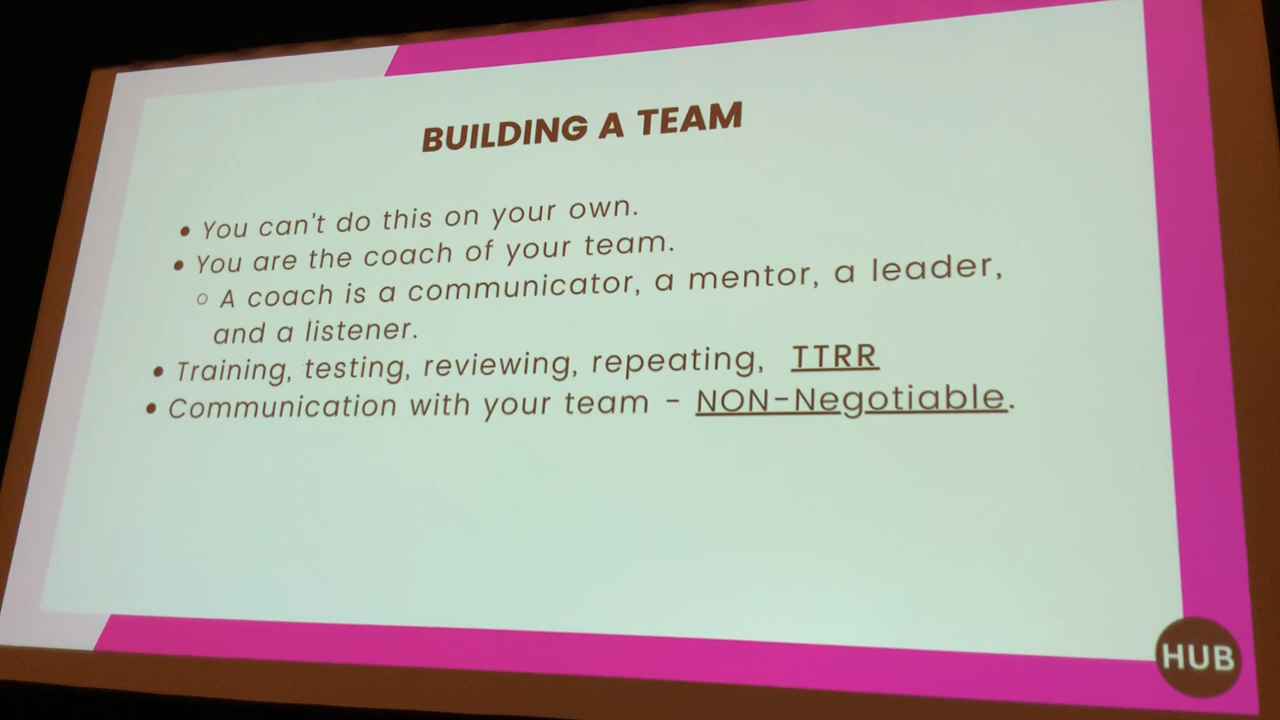 BUILDING A TEAM
• You can't do this on your own.
• You are the coach of your team.
○ A coach is a communicator, a mentor, a leader,
and a listener.
• Training, testing, reviewing, repeating, TTRR
• Communication with your team - NON-Negotiable.
HUB